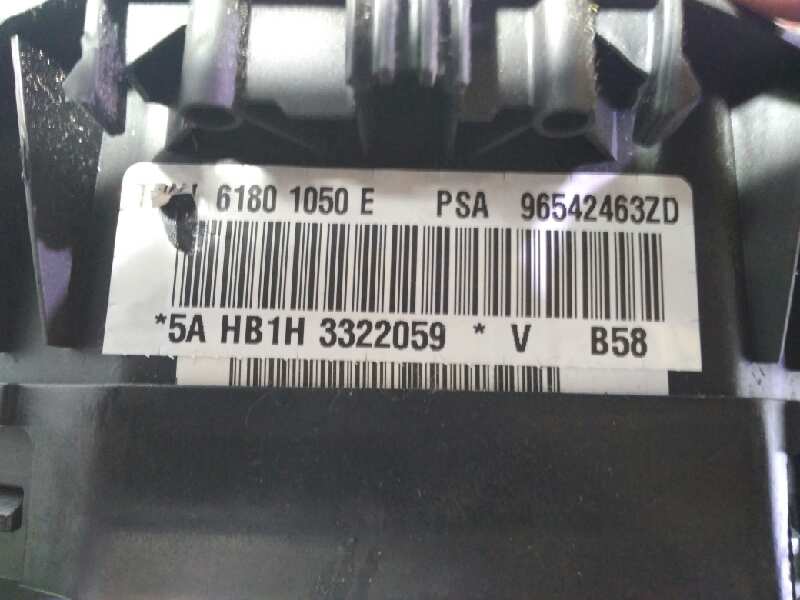 6180 1050 E PSA 96542463ZD
*5A HB1H 3322059 * V B58